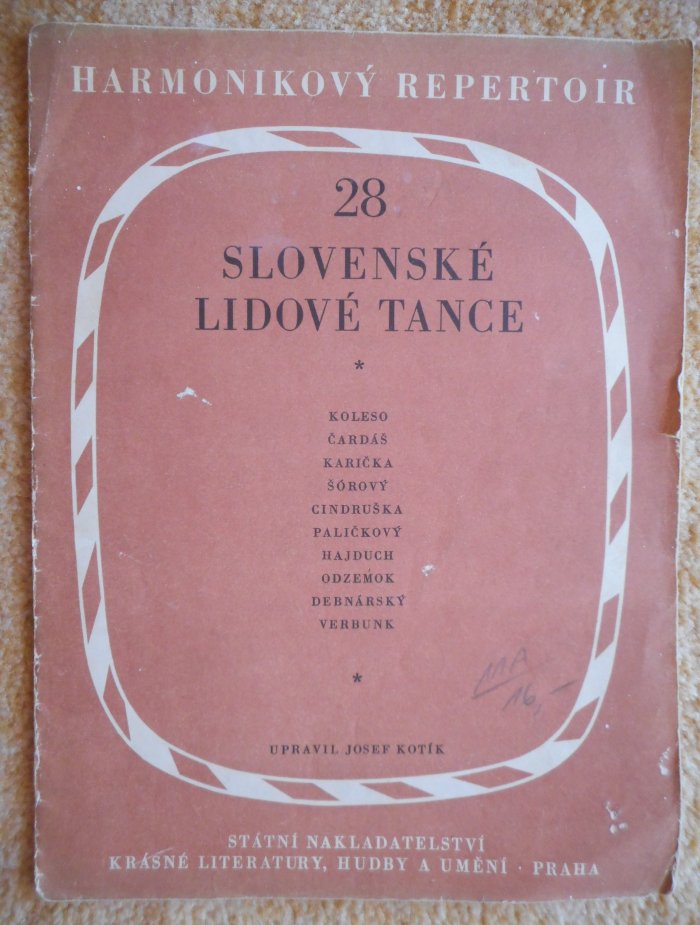 HARMONIKOVÝ REPERTOIR
28
SLOVENSKÉ
LIDOVÉ TANCE
*
KOLESO
ČARDÁŠ
KARIČKA
ŠÓROVÝ
CINDRUŠKA
PALIČKOVÝ
HAJDUCH
ODZEMOK
DEBNÁRSKÝ
VERBUNK
*
16,-
UPRAVIL JOSEF KOTÍK
STÁTNÍ NAKLADATELSTVÍ
KRÁSNÉ LITERATURY, HUDBY A UMĚNÍ · PRAHA